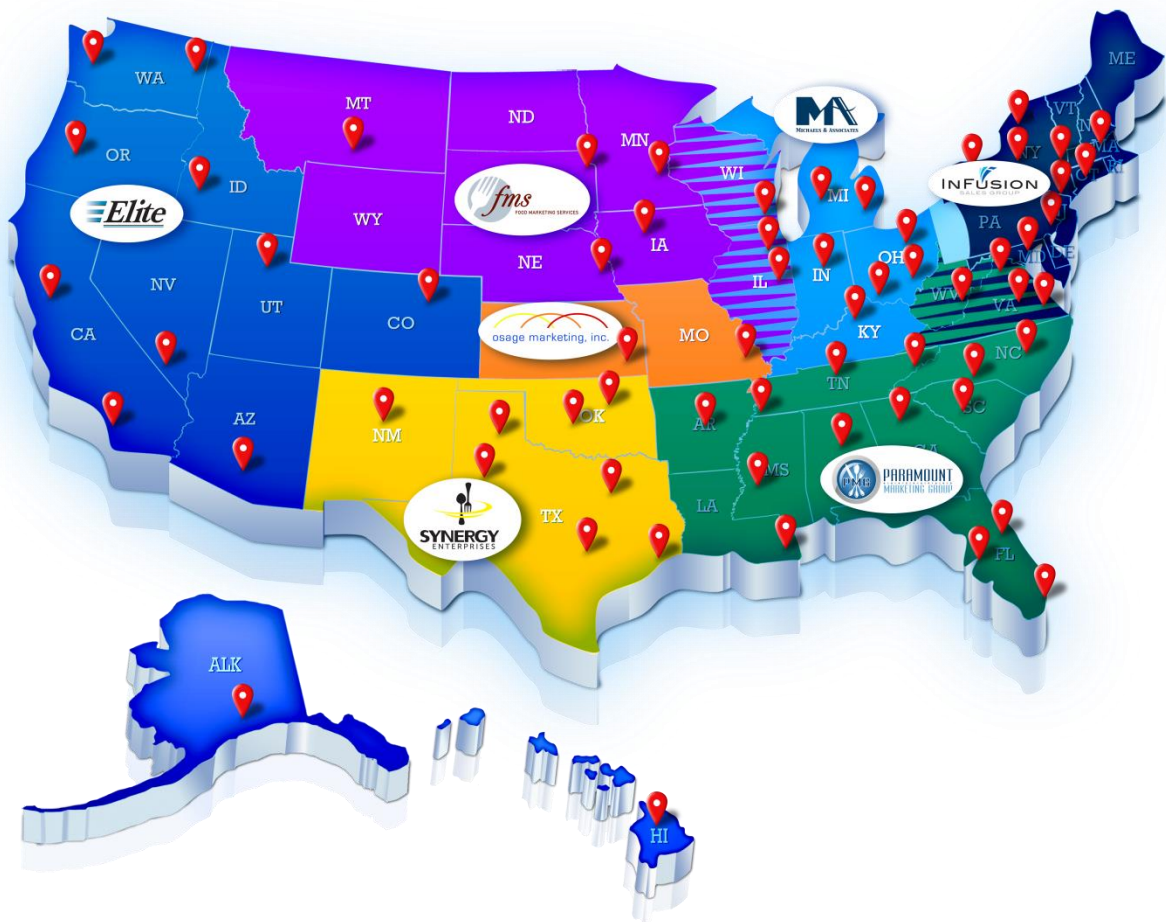 ME
WA
VT
MT
ND
MA
MICHAELS & ASSOCIATES
MN
NY
MA
OR
WI
INFUSION
SALES GROUP
CT
RI
ID
MI
Elite
fms
FOOD MARKETING SERVICES
WY
IA
PA
NJ
NE
OH
MD
DE
NV
IL
IN
UT
WV
VA
CO
CA
osage marketing, inc.
MO
KY
NC
TN
AZ
NM
OK
AR
SC
GA
MS
PMG
PARAMOUNT
MARKETING GROUP
LA
TX
SYNERGY
ENTERPRISES
FL
ALK
HI